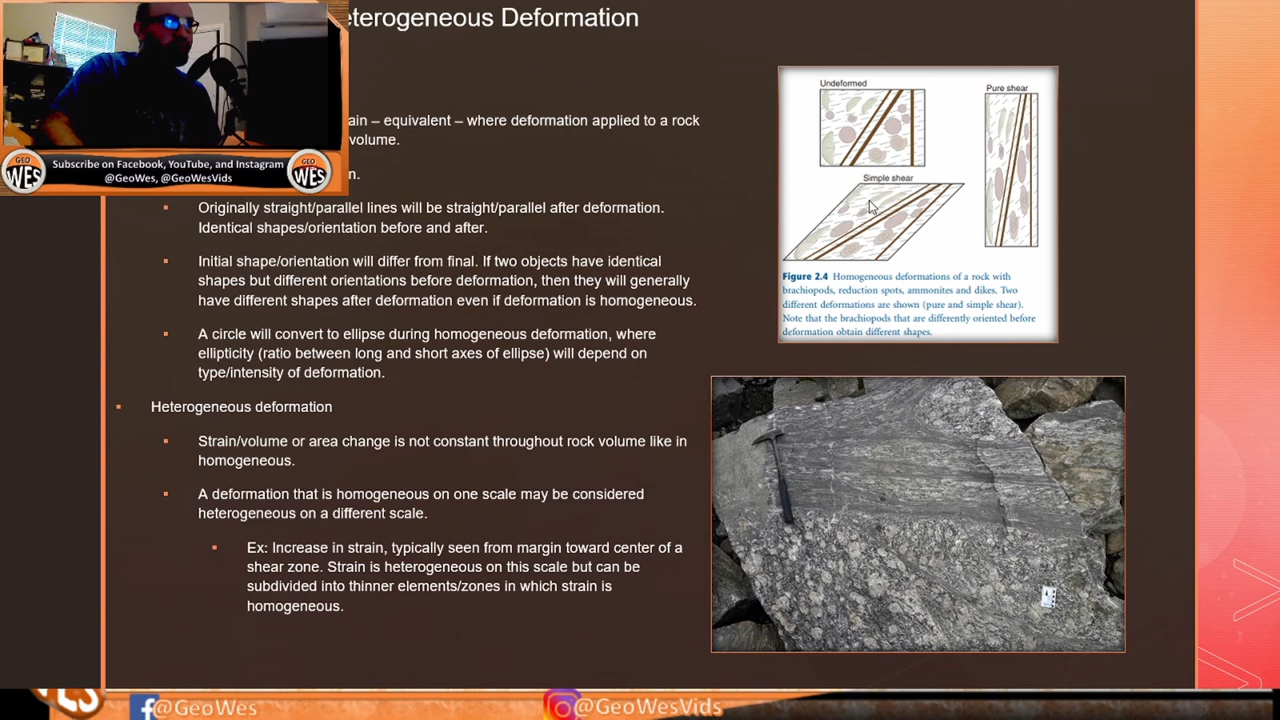 eterogeneous Deformation
ain – equivalent – where deformation applied to a rock
volume.
n.
Originally straight/parallel lines will be straight/parallel after deformation.
Identical shapes/orientation before and after.
Initial shape/orientation will differ from final. If two objects have identical
shapes but different orientations before deformation, then they will generally
have different shapes after deformation even if deformation is homogeneous.
A circle will convert to ellipse during homogeneous deformation, where
ellipticity (ratio between long and short axes of ellipse) will depend on
type/intensity of deformation.
Heterogeneous deformation
Strain/volume or area change is not constant throughout rock volume like in
homogeneous.
A deformation that is homogeneous on one scale may be considered
heterogeneous on a different scale.
Ex: Increase in strain, typically seen from margin toward center of a
shear zone. Strain is heterogeneous on this scale but can be
subdivided into thinner elements/zones in which strain is
homogeneous.
Undeformed
Pure shear
Simple shear
Figure 2.4 Homogeneous deformations of a rock with
brachiopods, reduction spots, ammonites and dikes. Two
different deformations are shown (pure and simple shear).
Note that the brachiopods that are differently oriented before
deformation obtain different shapes.
GEO
WES
Subscribe on Facebook, YouTube, and Instagram
@GeoWes, @GeoWesVids
GEO
WES
@GeoWes
@GeoWesVids